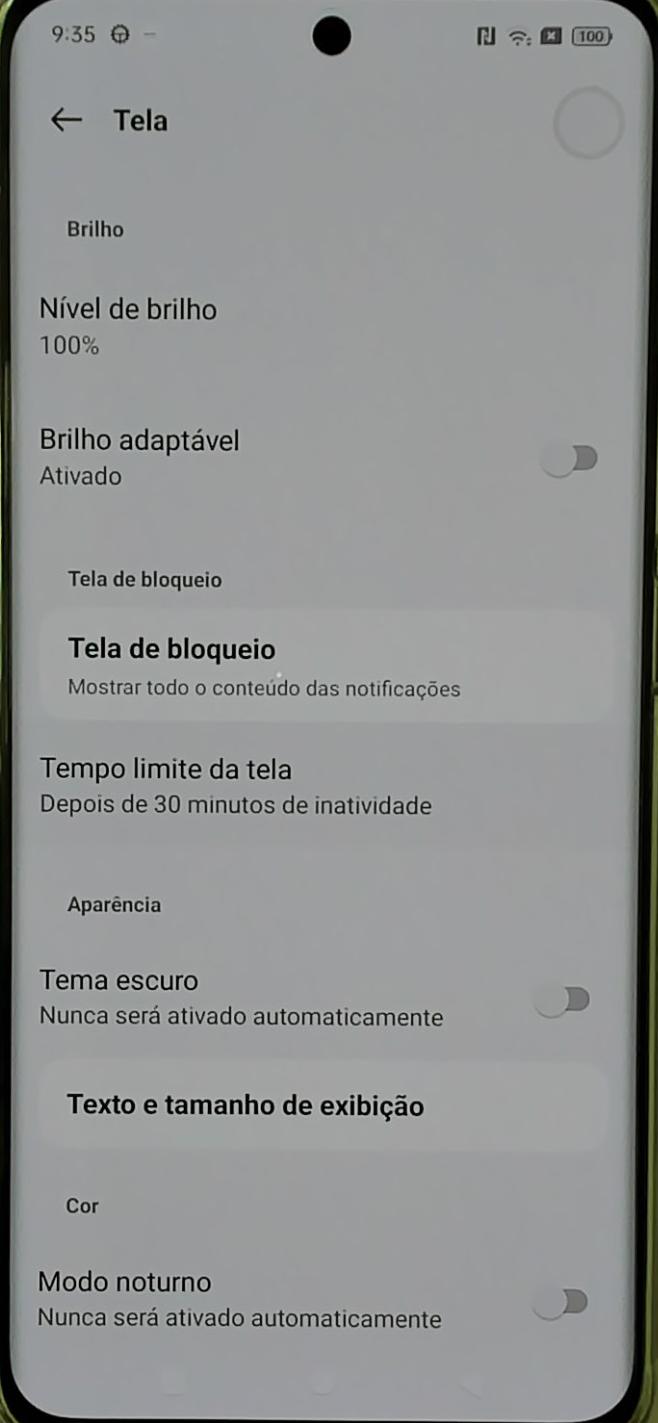 9:35
100
Tela
Brilho
Nível de brilho
100%
Brilho adaptável
Ativado
Tela de bloqueio
Tela de bloqueio
Mostrar todo o conteúdo das notificações
Tempo limite da tela
Depois de 30 minutos de inatividade
Aparência
Tema escuro
Nunca será ativado automaticamente
Texto e tamanho de exibição
Cor
Modo noturno
Nunca será ativado automaticamente